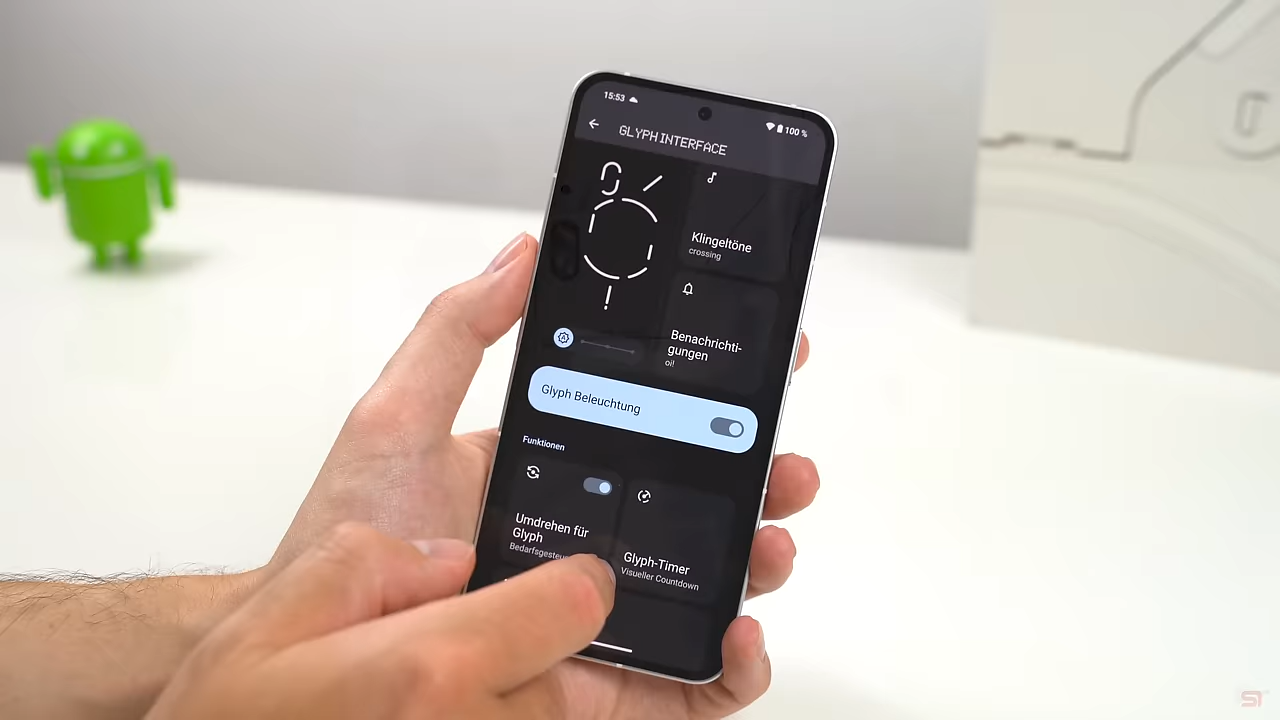 15:53
100 %
GLYPH INTERFACE
Klingeltöne
crossing
Benachrichti-
gungen
oi!
Glyph Beleuchtung
Funktionen
Umdrehen für
Glyph
Glyph-Timer
Visueller Countdown